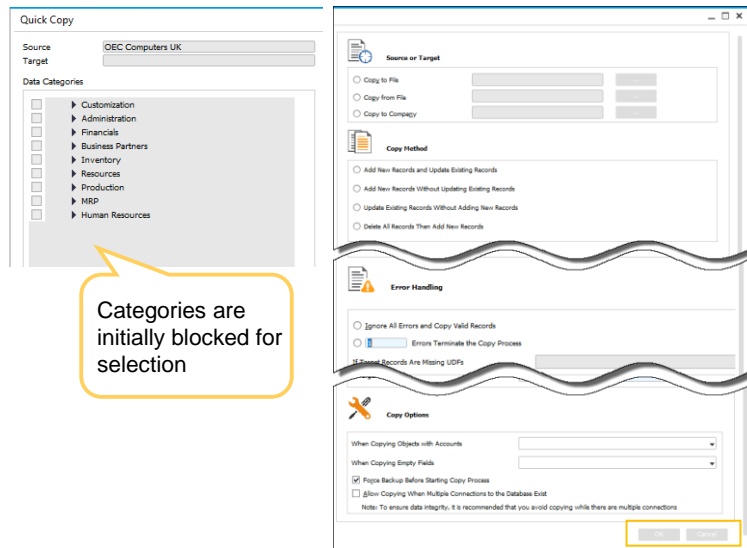 Quick Copy
Source OEC Computers UK
Target
Data Categories
Customization
Administration
Financials
Business Partners
Inventory
Resources
Production
MRP
Human Resources
Categories are
initially blocked for
selection
Source or Target
Copy to File ...
Copy from File ...
Copy to Company ...
Copy Method
Add New Records and Update Existing Records
Add New Records Without Updating Existing Records
Update Existing Records Without Adding New Records
Delete All Records Then Add New Records
Error Handling
Ignore All Errors and Copy Valid Records
Errors Terminate the Copy Process
If Target Records Are Missing UDFs
Copy Options
When Copying Objects with Accounts
When Copying Empty Fields
Force Backup Before Starting Copy Process
Allow Copying When Multiple Connections to the Database Exist
Note: To ensure data integrity, it is recommended that you avoid copying while there are multiple connections
OK Cancel